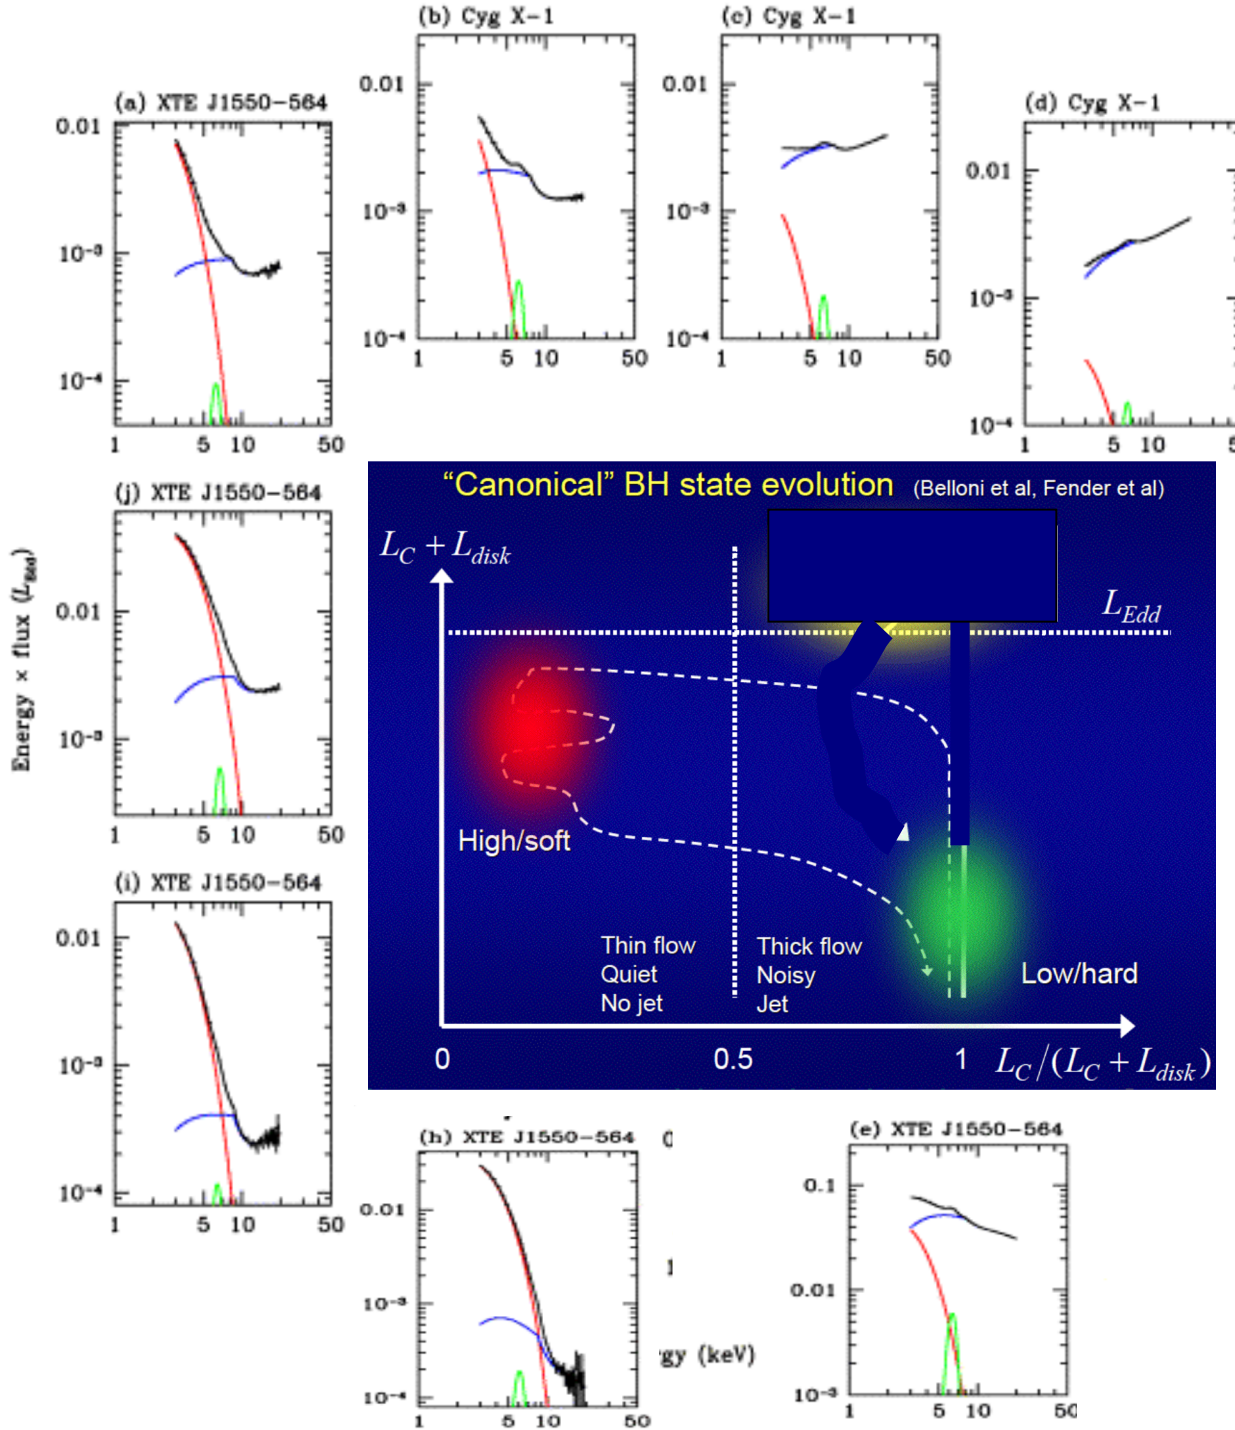 (b) Cyg X-1
(c) Cyg X-1
(a) XTE J1550-564
(d) Cyg X-1
0.01
10⁻³
10⁻⁴
1 5 10 50
0.01
10⁻³
10⁻⁴
1 5 10 50
0.01
10⁻³
10⁻⁴
1 5 10 50
0.01
10⁻³
10⁻⁴
1 5 10
(j) XTE J1550-564
0.01
10⁻³
1 5 10 50
Energy × flux (L_Edd)
(i) XTE J1550-564
0.01
10⁻³
10⁻⁴
1 5 10 50
“Canonical” BH state evolution (Belloni et al, Fender et al)
L_C + L_disk
L_Edd
High/soft
Thin flow
Quiet
No jet
Thick flow
Noisy
Jet
Low/hard
0 0.5 1 L_C/(L_C + L_disk)
(h) XTE J1550-564
0.01
10⁻³
10⁻⁴
1 5 10 50
gy (keV)
(e) XTE J1550-564
0.1
0.01
10⁻³
1 5 10 50